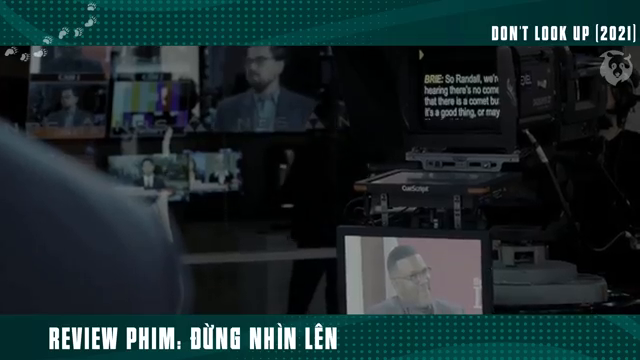 DON'T LOOK UP (2021)
BRIE: So Randall, we're
hearing there's no come
that there is a comet but
it's a good thing, or may
CueScript
REVIEW PHIM: ĐỪNG NHÌN LÊN